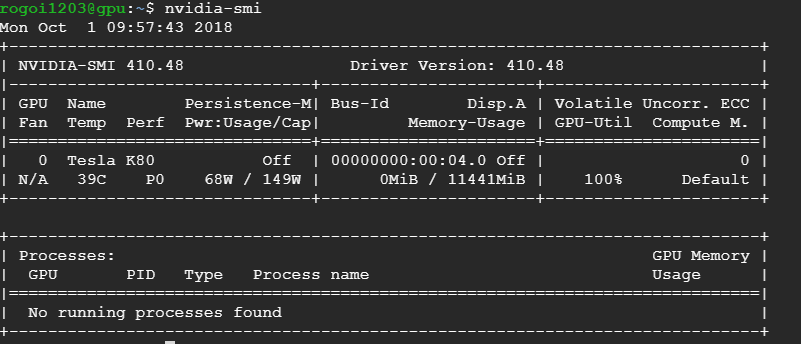 rogoi1203@gpu:~$ nvidia-smi
Mon Oct  1 09:57:43 2018
+-----------------------------------------------------------------------------+
| NVIDIA-SMI 410.48                 Driver Version: 410.48                    |
|-------------------------------+----------------------+----------------------+
| GPU  Name        Persistence-M| Bus-Id        Disp.A | Volatile Uncorr. ECC |
| Fan  Temp  Perf  Pwr:Usage/Cap|         Memory-Usage | GPU-Util  Compute M. |
|===============================+======================+======================|
|   0  Tesla K80           Off  | 00000000:00:04.0 Off |                    0 |
| N/A   39C    P0    68W / 149W |      0MiB / 11441MiB |    100%      Default |
+-------------------------------+----------------------+----------------------+

+-----------------------------------------------------------------------------+
| Processes:                                                       GPU Memory |
|  GPU       PID   Type   Process name                             Usage      |
|=============================================================================|
|  No running processes found                                                 |
+-----------------------------------------------------------------------------+